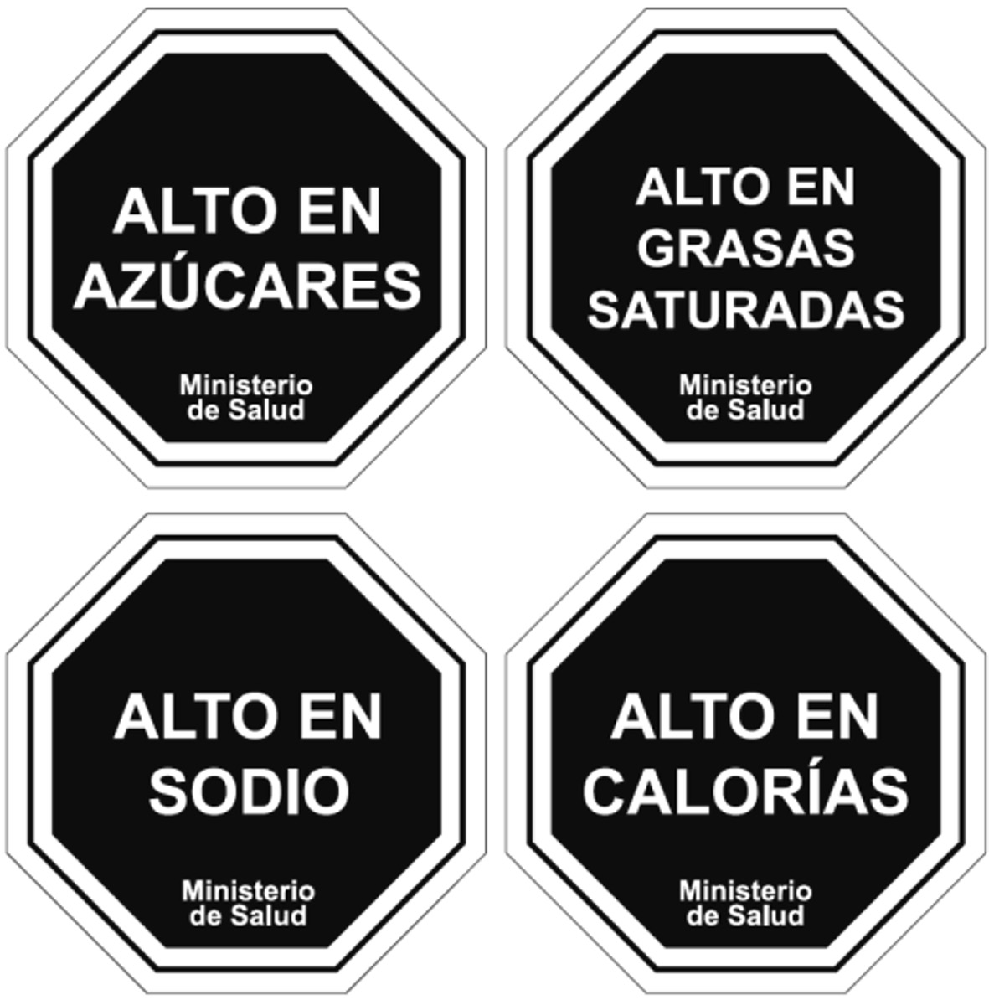 ALTO EN
AZÚCARES
Ministerio
de Salud
ALTO EN
GRASAS
SATURADAS
Ministerio
de Salud
ALTO EN
SODIO
Ministerio
de Salud
ALTO EN
CALORÍAS
Ministerio
de Salud